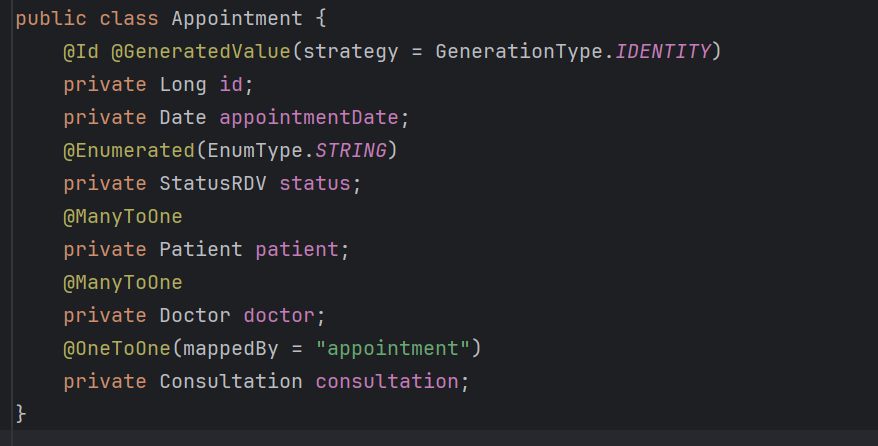 public class Appointment {
@Id @GeneratedValue(strategy = GenerationType.IDENTITY)
private Long id;
private Date appointmentDate;
@Enumerated(EnumType.STRING)
private StatusRDV status;
@ManyToOne
private Patient patient;
@ManyToOne
private Doctor doctor;
@OneToOne(mappedBy = "appointment")
private Consultation consultation;
}